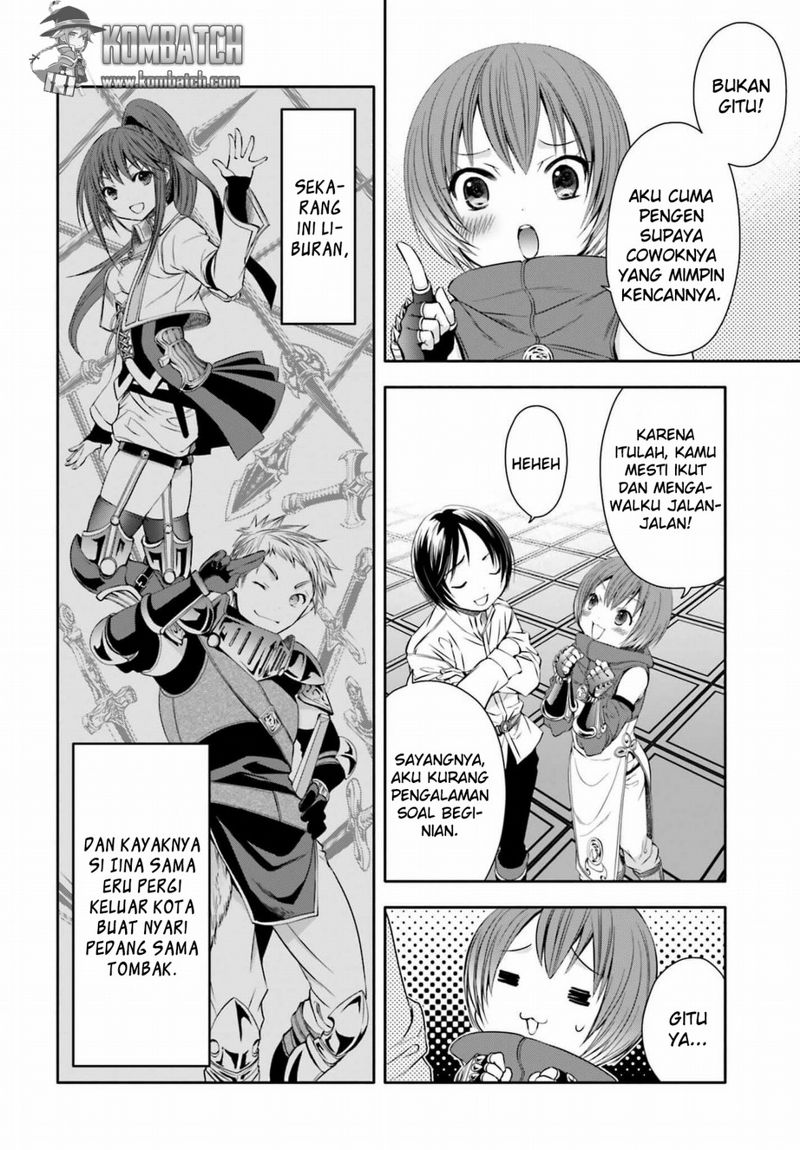 KOMBATCH
www.kombatch.com
BUKAN
GITU!
AKU CUMA
PENGEN
SUPAYA
COWOKNYA
YANG MIMPIN
KENCANNYA.
KARENA
ITULAH, KAMU
MESTI IKUT
DAN MENGA-
WALKU JALAN-
JALAN!
HEHEH
SAYANGNYA,
AKU KURANG
PENGALAMAN
SOAL BEGI-
NIAN.
GITU
YA...
SEKA-
RANG
INI LI-
BURAN,
DAN KAYAKNYA
SI IINA SAMA
ERU PERGI
KELUAR KOTA
BUAT NYARI
PEDANG SAMA
TOMBAK.